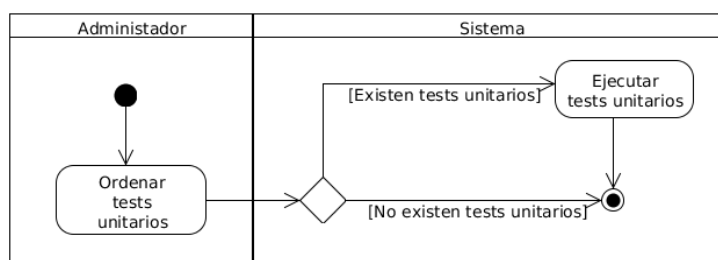 Administador
Sistema
Ejecutar
tests unitarios
[Existen tests unitarios]
Ordenar
tests
unitarios
[No existen tests unitarios]